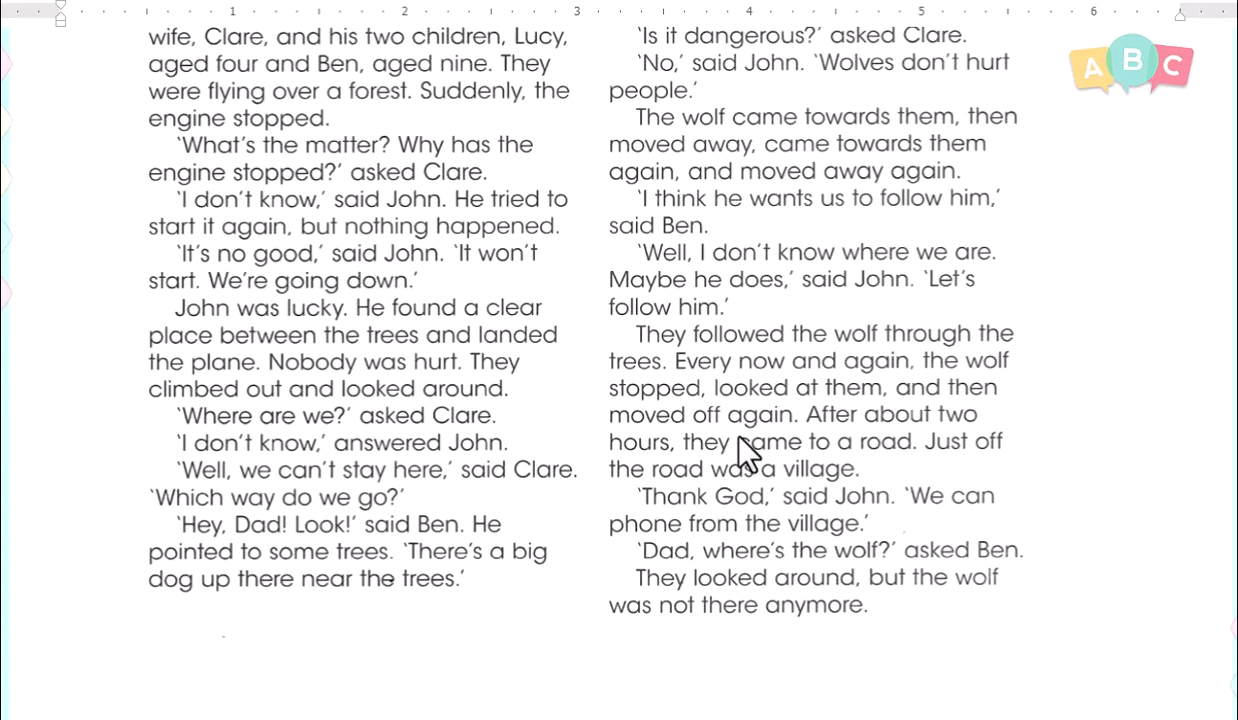 1 2 3 4 5 6
A B C
wife, Clare, and his two children, Lucy,
aged four and Ben, aged nine. They
were flying over a forest. Suddenly, the
engine stopped.
‘What’s the matter? Why has the
engine stopped?’ asked Clare.
‘I don’t know,’ said John. He tried to
start it again, but nothing happened.
‘It’s no good,’ said John. ‘It won’t
start. We’re going down.’
John was lucky. He found a clear
place between the trees and landed
the plane. Nobody was hurt. They
climbed out and looked around.
‘Where are we?’ asked Clare.
‘I don’t know,’ answered John.
‘Well, we can’t stay here,’ said Clare.
‘Which way do we go?’
‘Hey, Dad! Look!’ said Ben. He
pointed to some trees. ‘There’s a big
dog up there near the trees.’
‘Is it dangerous?’ asked Clare.
‘No,’ said John. ‘Wolves don’t hurt
people.’
The wolf came towards them, then
moved away, came towards them
again, and moved away again.
‘I think he wants us to follow him,’
said Ben.
‘Well, I don’t know where we are.
Maybe he does,’ said John. ‘Let’s
follow him.’
They followed the wolf through the
trees. Every now and again, the wolf
stopped, looked at them, and then
moved off again. After about two
hours, they came to a road. Just off
the road was a village.
‘Thank God,’ said John. ‘We can
phone from the village.’
‘Dad, where’s the wolf?’ asked Ben.
They looked around, but the wolf
was not there anymore.